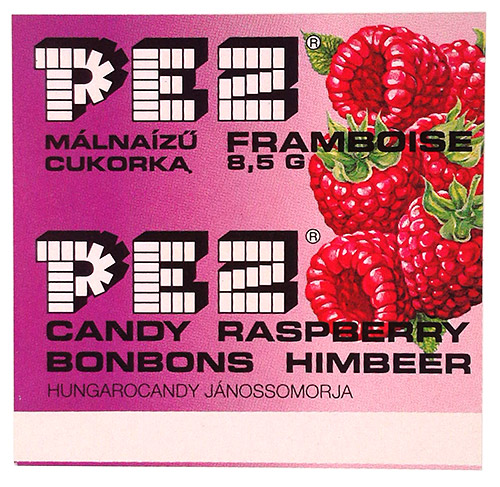 PEZ®
MÁLNAÍZŰ FRAMBOISE
CUKORKA 8,5 G
PEZ®
CANDY RASPBERRY
BONBONS HIMBEER
HUNGAROCANDY JÁNOSSOMORJA